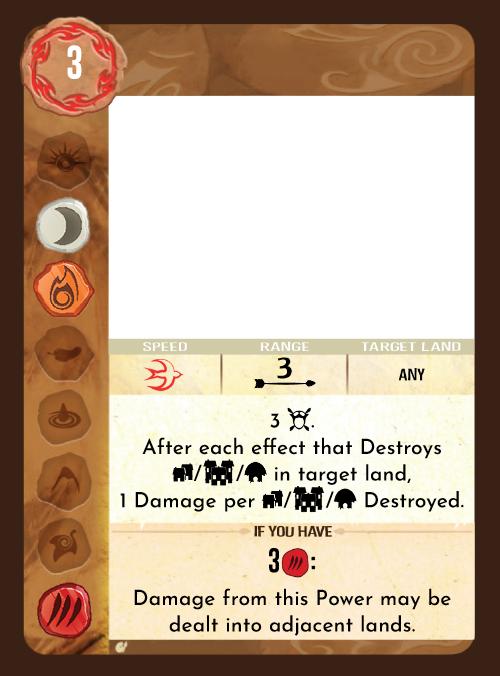 3
SPEED RANGE TARGET LAND
3 ANY
3 .
After each effect that Destroys
/ / in target land,
1 Damage per / / Destroyed.
IF YOU HAVE
3 :
Damage from this Power may be
dealt into adjacent lands.